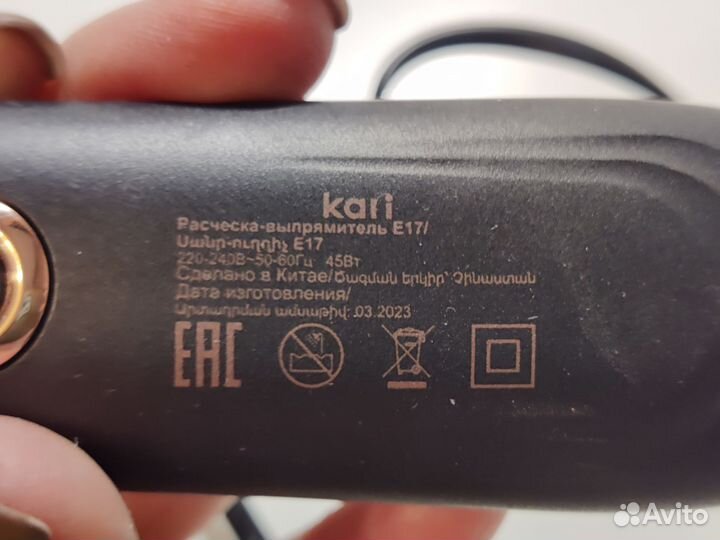 kari
Расческа-выпрямитель E17/
Սանր-ուղղիչ E17
220-240В~50-60Гц 45Вт
Сделано в Китае/Ծագման երկիր՝ Չինաստան
Дата изготовления/
Արտադրման ամսաթիվ: 03.2023
EAC
Avito